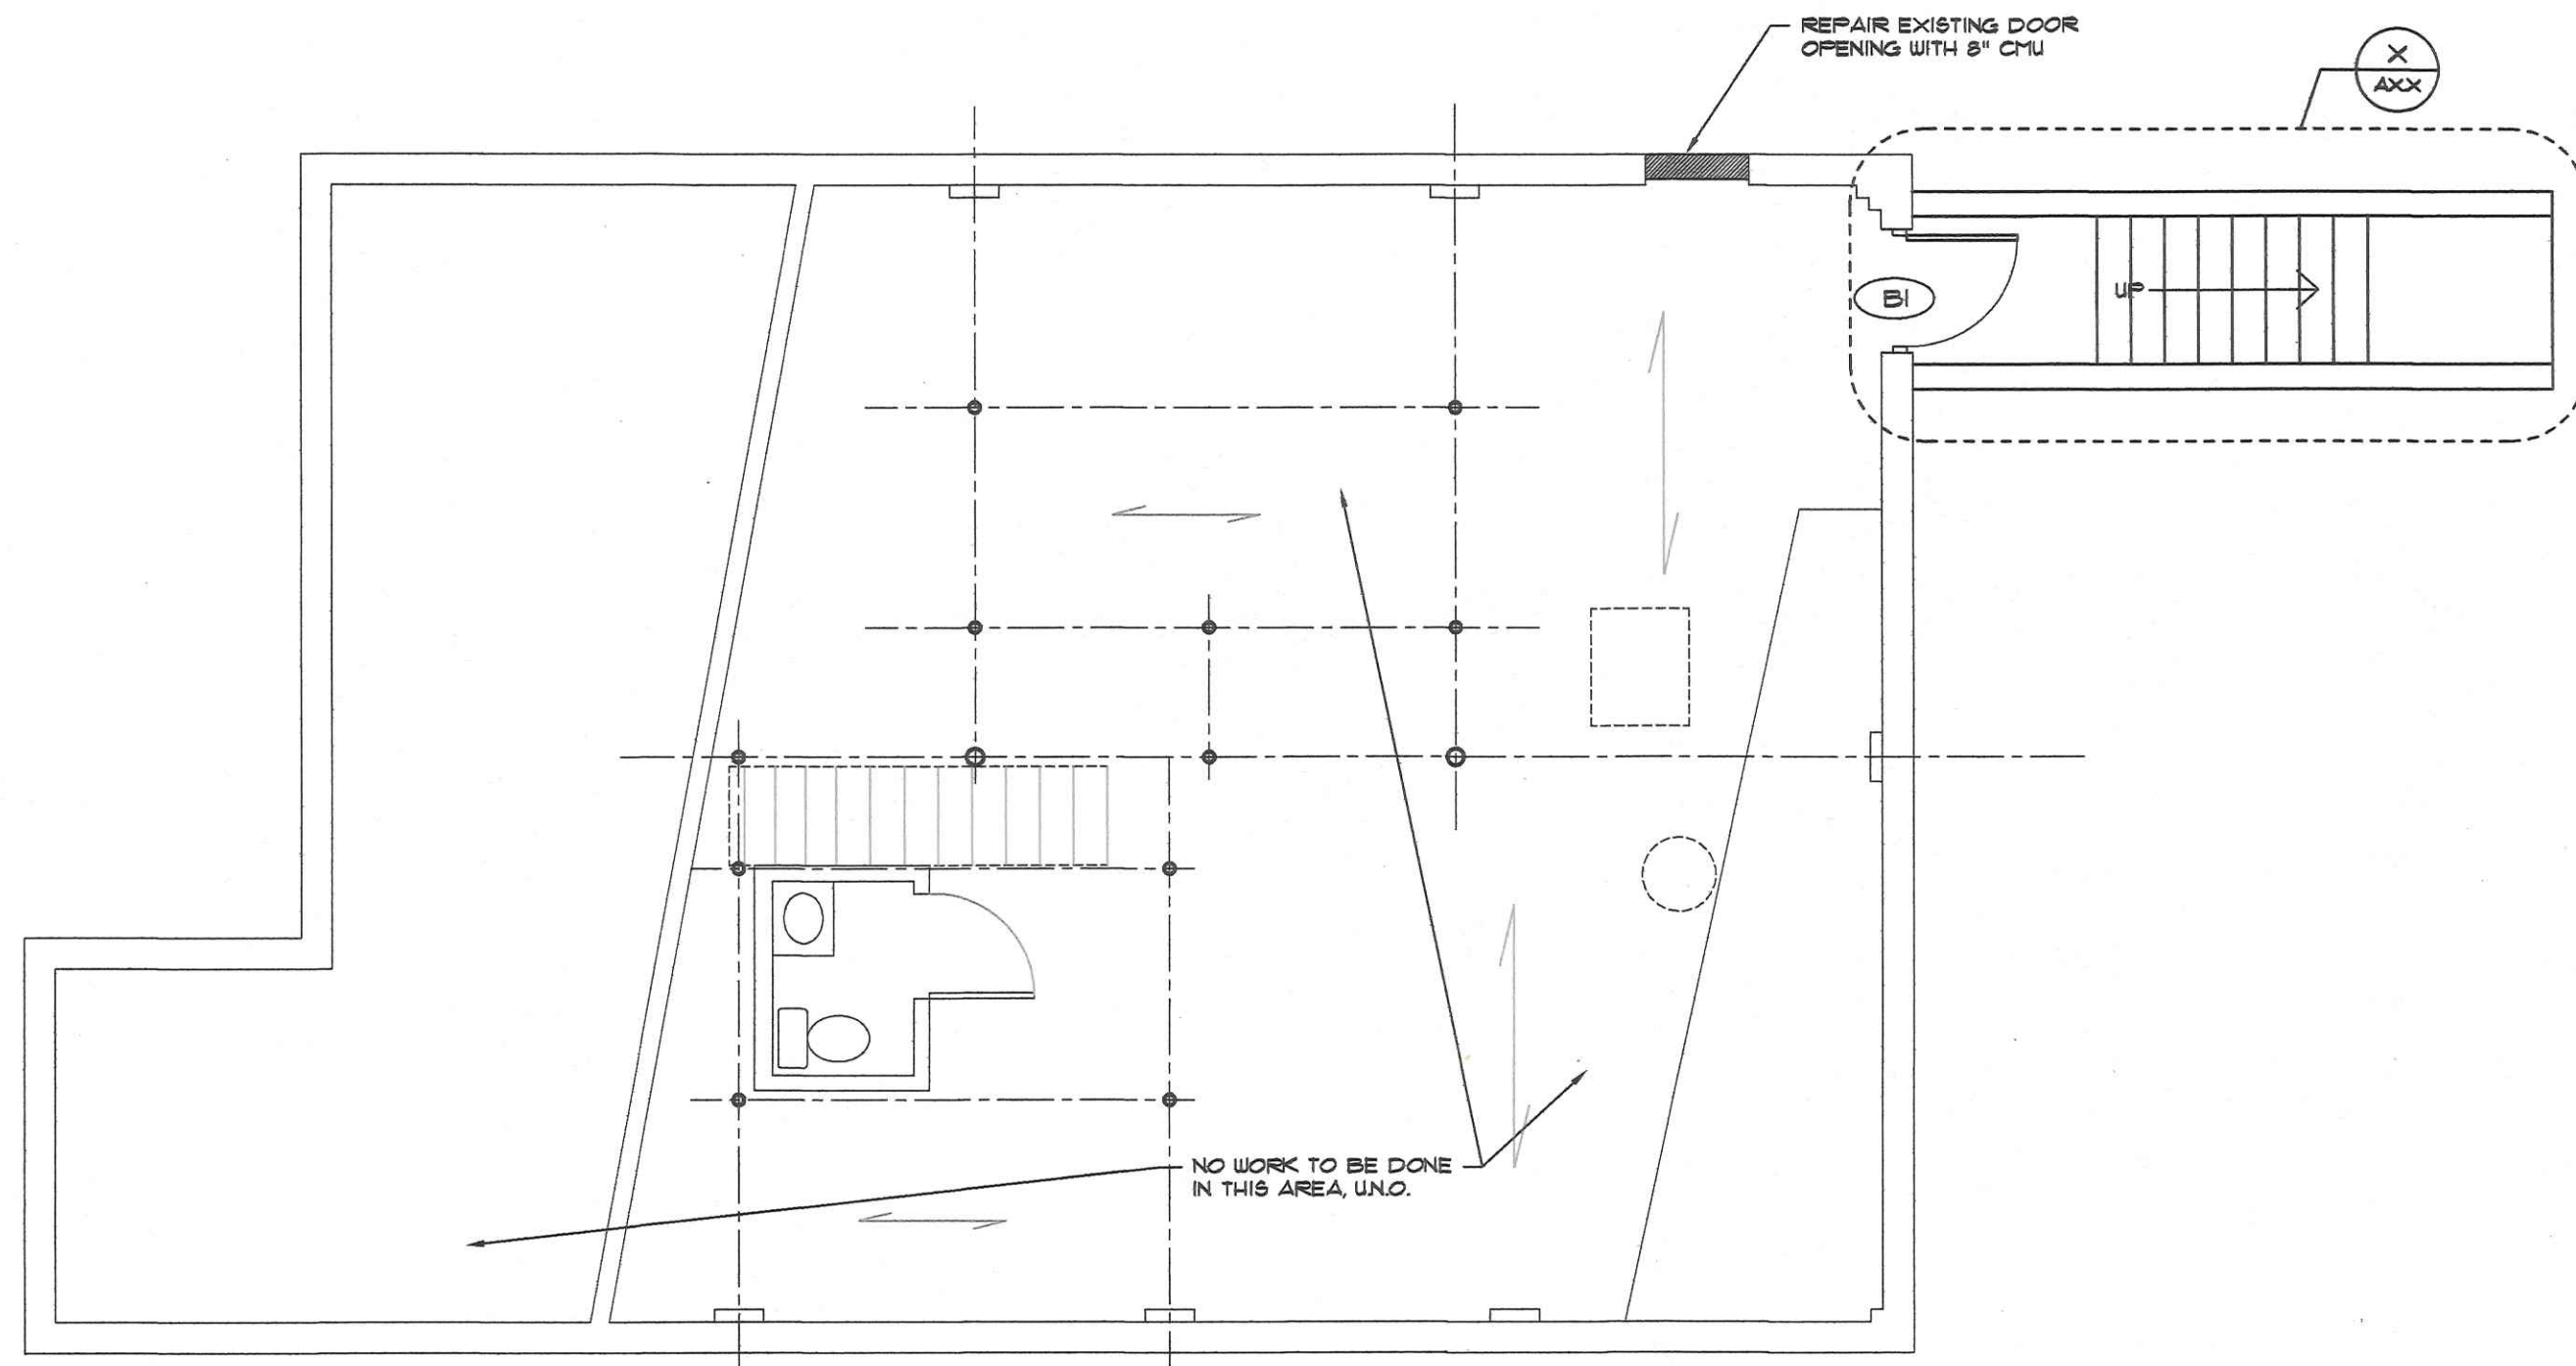 REPAIR EXISTING DOOR
OPENING WITH 8" CMU
X
AXX
B1
UP
NO WORK TO BE DONE
IN THIS AREA, U.N.O.